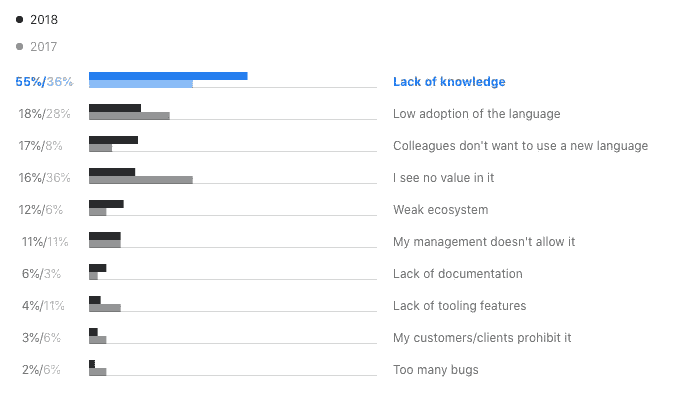 2018
2017
55%/36% Lack of knowledge
18%/28% Low adoption of the language
17%/8% Colleagues don't want to use a new language
16%/36% I see no value in it
12%/6% Weak ecosystem
11%/11% My management doesn't allow it
6%/3% Lack of documentation
4%/11% Lack of tooling features
3%/6% My customers/clients prohibit it
2%/6% Too many bugs